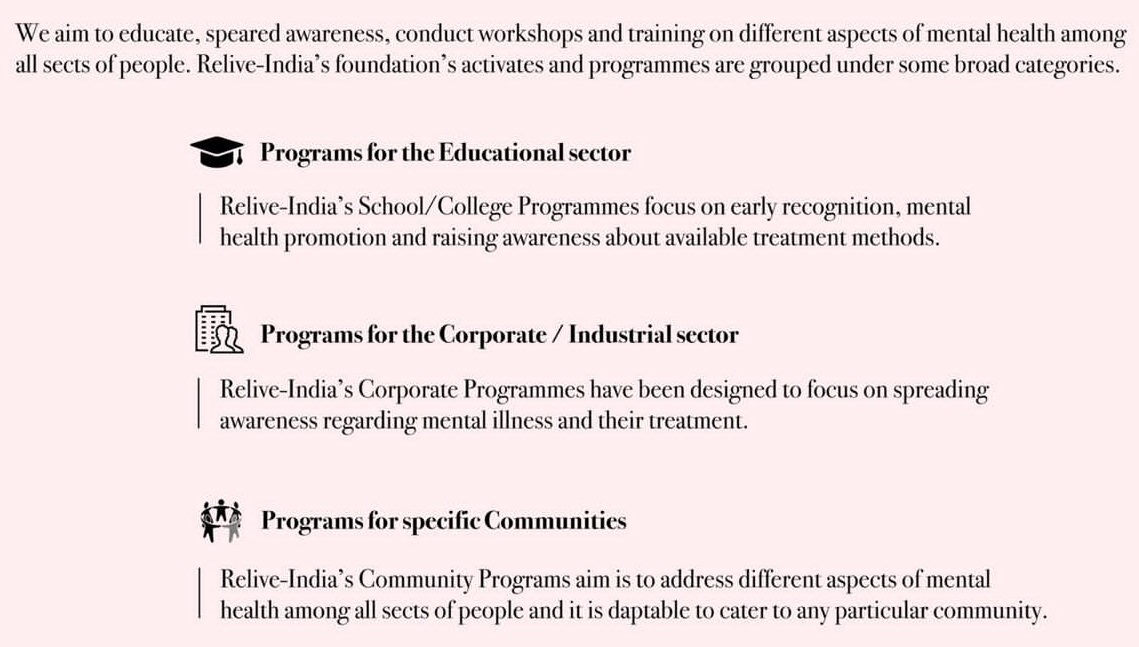 We aim to educate, speared awareness, conduct workshops and training on different aspects of mental health among
all sects of people. Relive-India’s foundation’s activates and programmes are grouped under some broad categories.
Programs for the Educational sector
Relive-India’s School/College Programmes focus on early recognition, mental
health promotion and raising awareness about available treatment methods.
Programs for the Corporate / Industrial sector
Relive-India’s Corporate Programmes have been designed to focus on spreading
awareness regarding mental illness and their treatment.
Programs for specific Communities
Relive-India’s Community Programs aim is to address different aspects of mental
health among all sects of people and it is daptable to cater to any particular community.